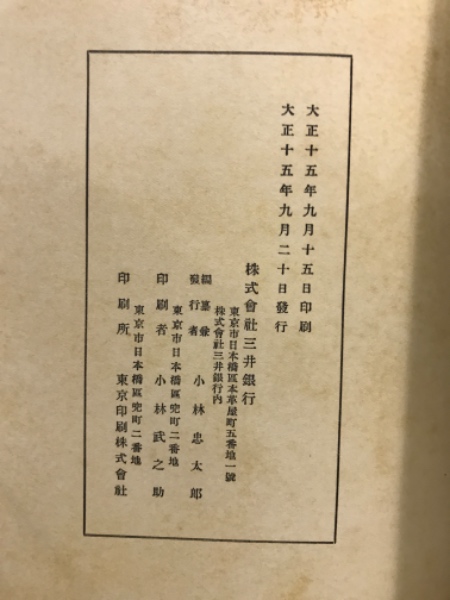 大正十五年九月十五日印刷
大正十五年九月二十日發行
株式會社三井銀行
東京市日本橋區本革屋町五番地一號
株式會社三井銀行内
編纂兼
發行者 小林忠太郎
東京市日本橋區兜町二番地
印刷者 小林武之助
東京市日本橋區兜町二番地
印刷所 東京印刷株式會社